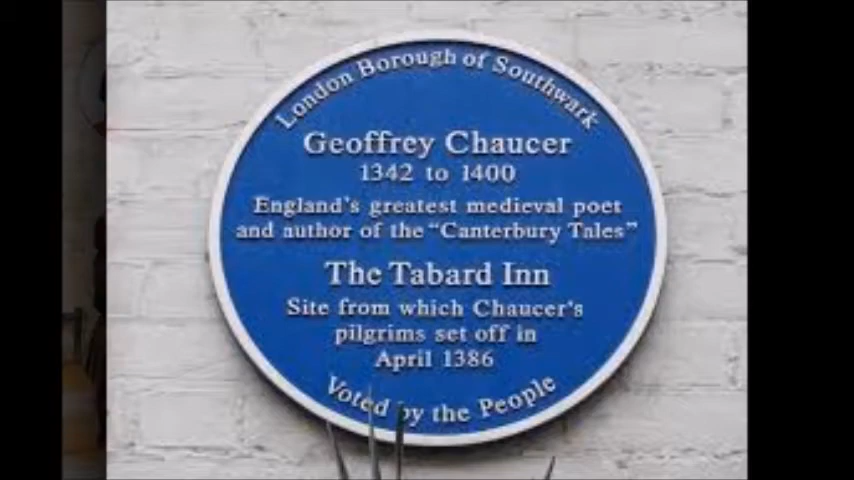 London Borough of Southwark
Geoffrey Chaucer
1342 to 1400
England's greatest medieval poet
and author of the "Canterbury Tales"
The Tabard Inn
Site from which Chaucer's
pilgrims set off in
April 1386
Voted by the People